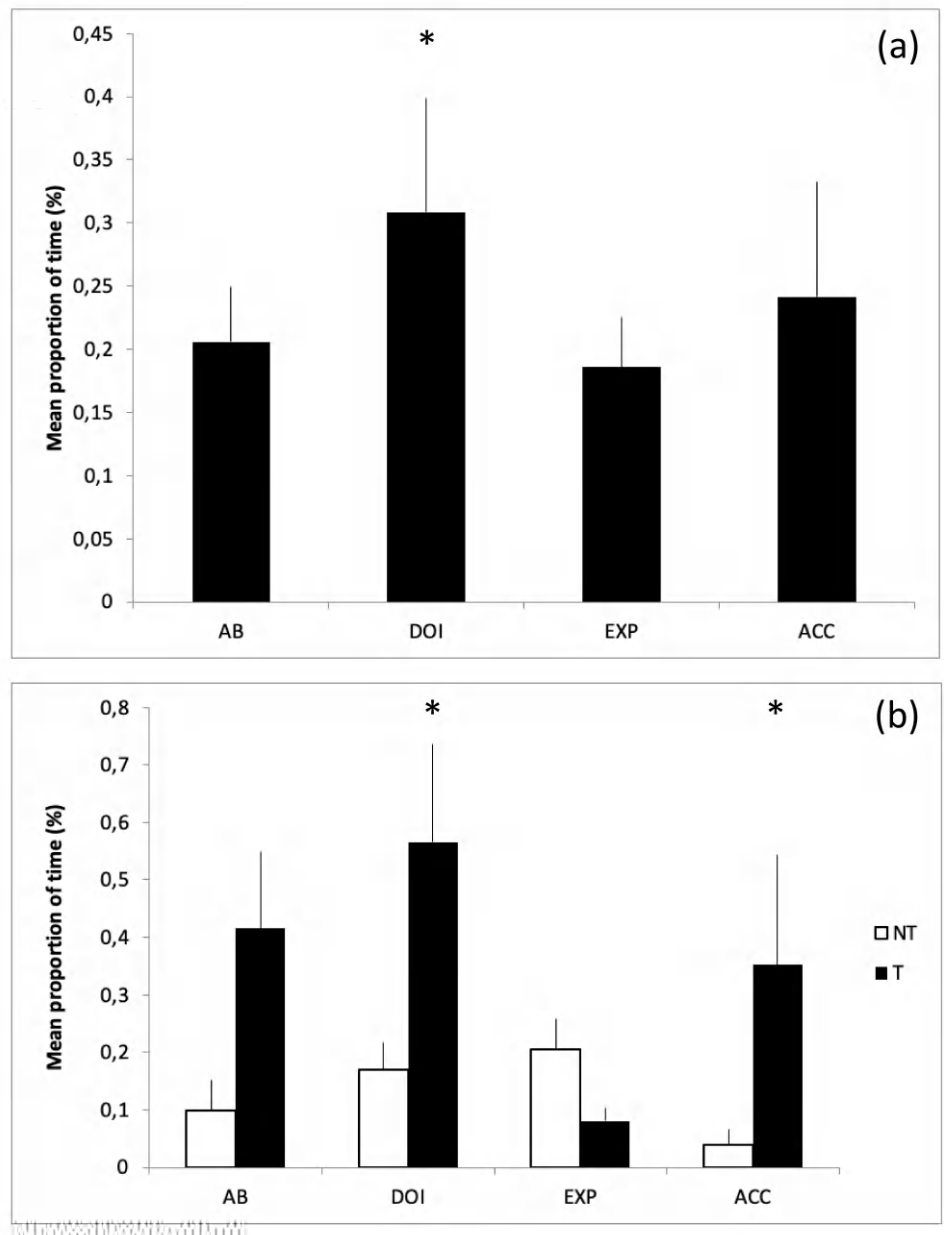 (a)
*
0,45
0,4
0,35
0,3
0,25
0,2
0,15
0,1
0,05
0
Mean proportion of time (%)
AB DOI EXP ACC
(b)
* *
0,8
0,7
0,6
0,5
0,4
0,3
0,2
0,1
0
Mean proportion of time (%)
NT
T
AB DOI EXP ACC